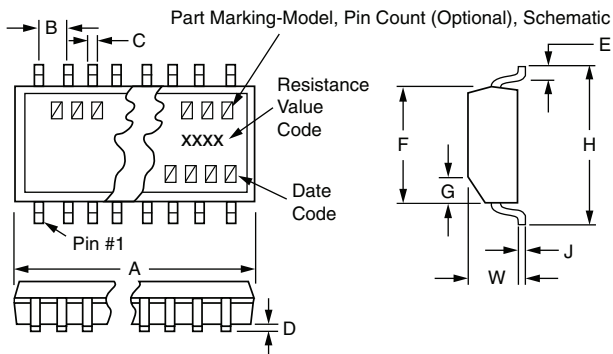 Part Marking-Model, Pin Count (Optional), Schematic
B
C
E
Resistance
Value
Code
XXXX
F
H
G
Date
Code
Pin #1
A
J
W
D